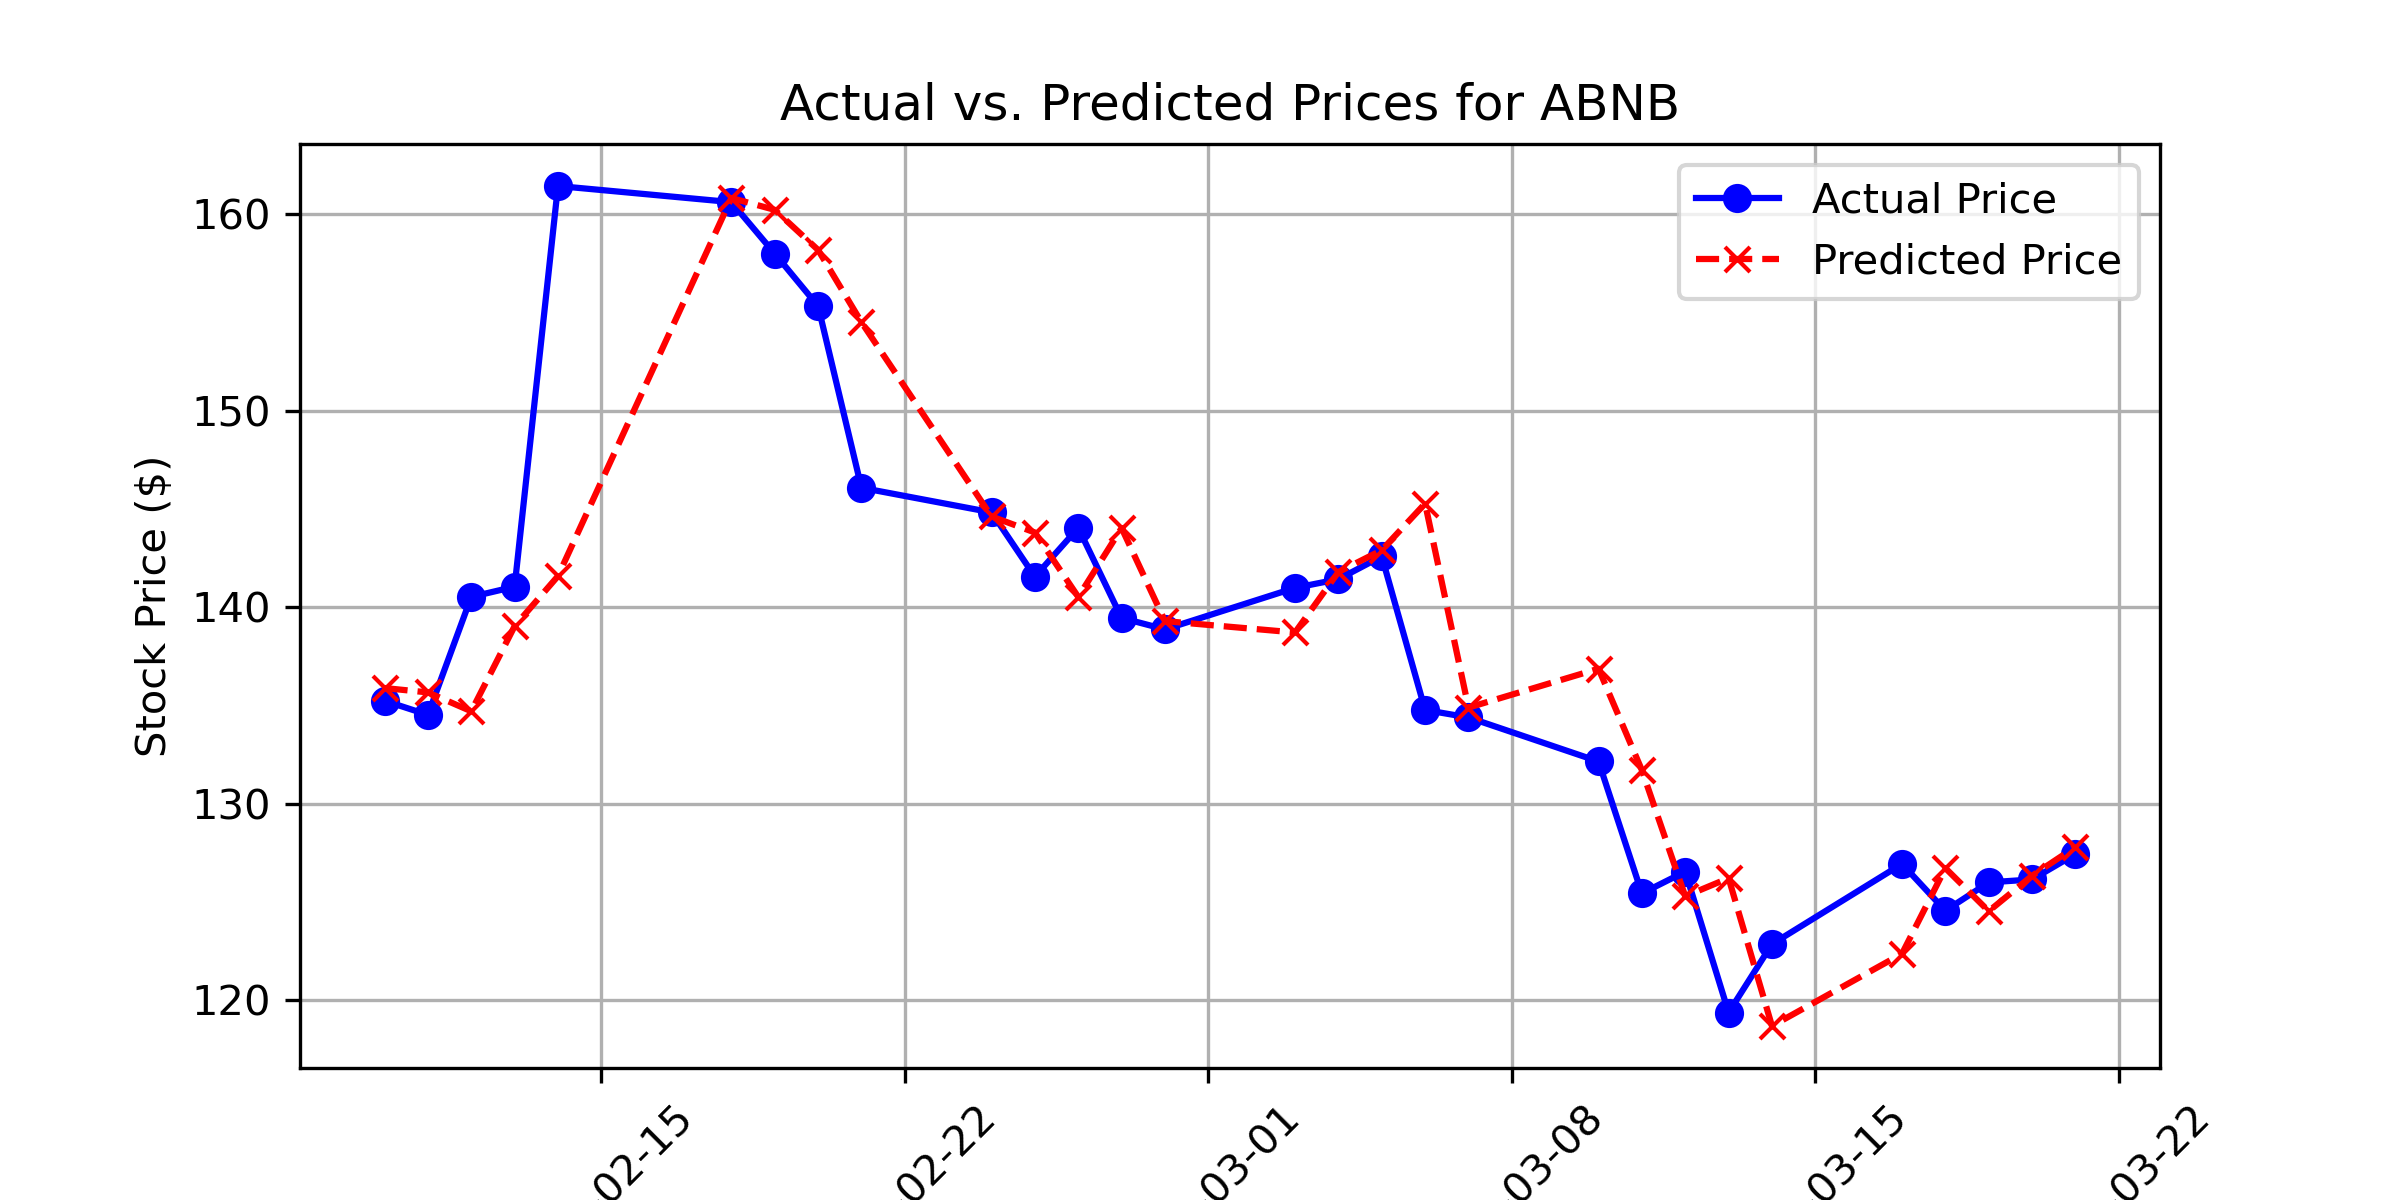 Actual vs. Predicted Prices for ABNB
Actual Price
Predicted Price
Stock Price ($)
160
150
140
130
120
02-15
02-22
03-01
03-08
03-15
03-22